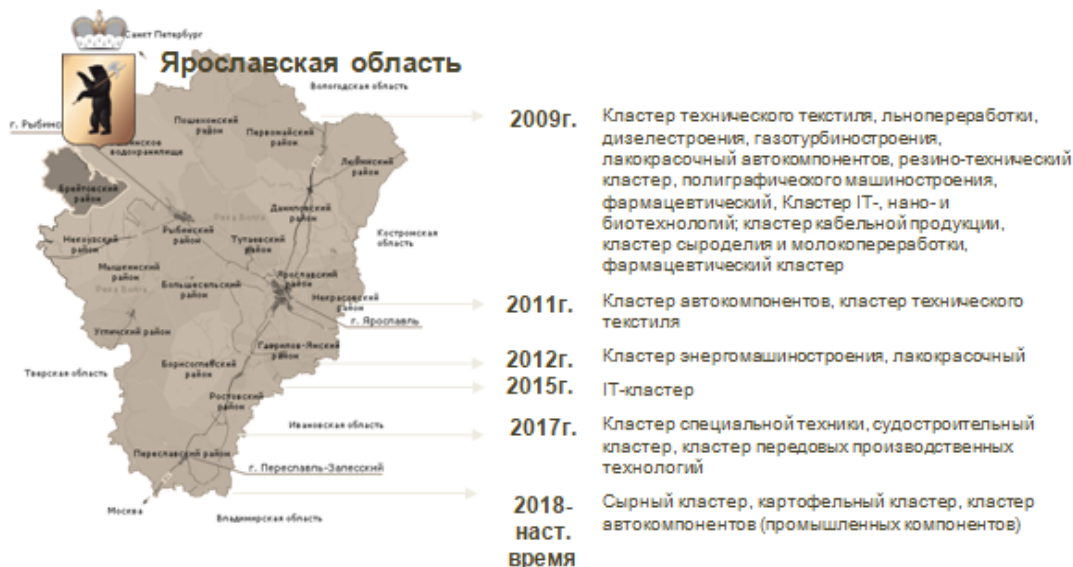 Санкт Петербург
Ярославская область
Вологодская область
г. Рыбинс
Пошехонский
район
Первомайский
район
водохранилище
Любимский
район
Брейтовский
район
Даниловский
район
Река Волга
Рыбинский
район
Костромская
область
Некоузский
район
Тутаевский
район
Мышкинский
район
Река Волга
Большесельский
район
Ярославский
район
Некрасовский
район
г. Ярославль
Угличский район
Гаврилов-Ямский
район
Борисоглебский
район
Тверская область
Ростовский
район
Ивановская область
Переславский район
г. Переславль-Залесский
Москва
Владимирская область
2009г.
Кластер технического текстиля, льнопереработки,
дизелестроения, газотурбиностроения,
лакокрасочный автокомпонентов, резино-технический
кластер, полиграфического машиностроения,
фармацевтический, Кластер IT-, нано- и
биотехнологий; кластер кабельной продукции,
кластер сыроделия и молокопереработки,
фармацевтический кластер
2011г.
Кластер автокомпонентов, кластер технического
текстиля
2012г.
Кластер энергомашиностроения, лакокрасочный
2015г.
IT-кластер
2017г.
Кластер специальной техники, судостроительный
кластер, кластер передовых производственных
технологий
2018-
наст.
время
Сырный кластер, картофельный кластер, кластер
автокомпонентов (промышленных компонентов)